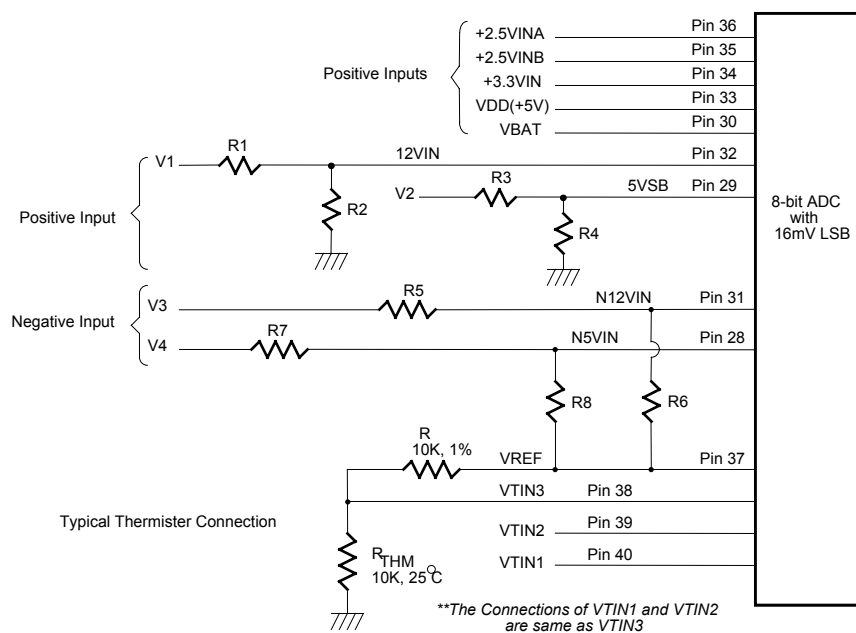 Positive Inputs
+2.5VINA Pin 36
+2.5VINB Pin 35
+3.3VIN Pin 34
VDD(+5V) Pin 33
VBAT Pin 30
Positive Input
V1 R1 12VIN Pin 32
R2
V2 R3 5VSB Pin 29
R4
8-bit ADC
with
16mV LSB
Negative Input
V3 R5 N12VIN Pin 31
V4 R7 N5VIN Pin 28
R8 R6
R
10K, 1%
VREF Pin 37
VTIN3 Pin 38
Typical Thermister Connection
VTIN2 Pin 39
VTIN1 Pin 40
R THM
10K, 25°C
**The Connections of VTIN1 and VTIN2
are same as VTIN3